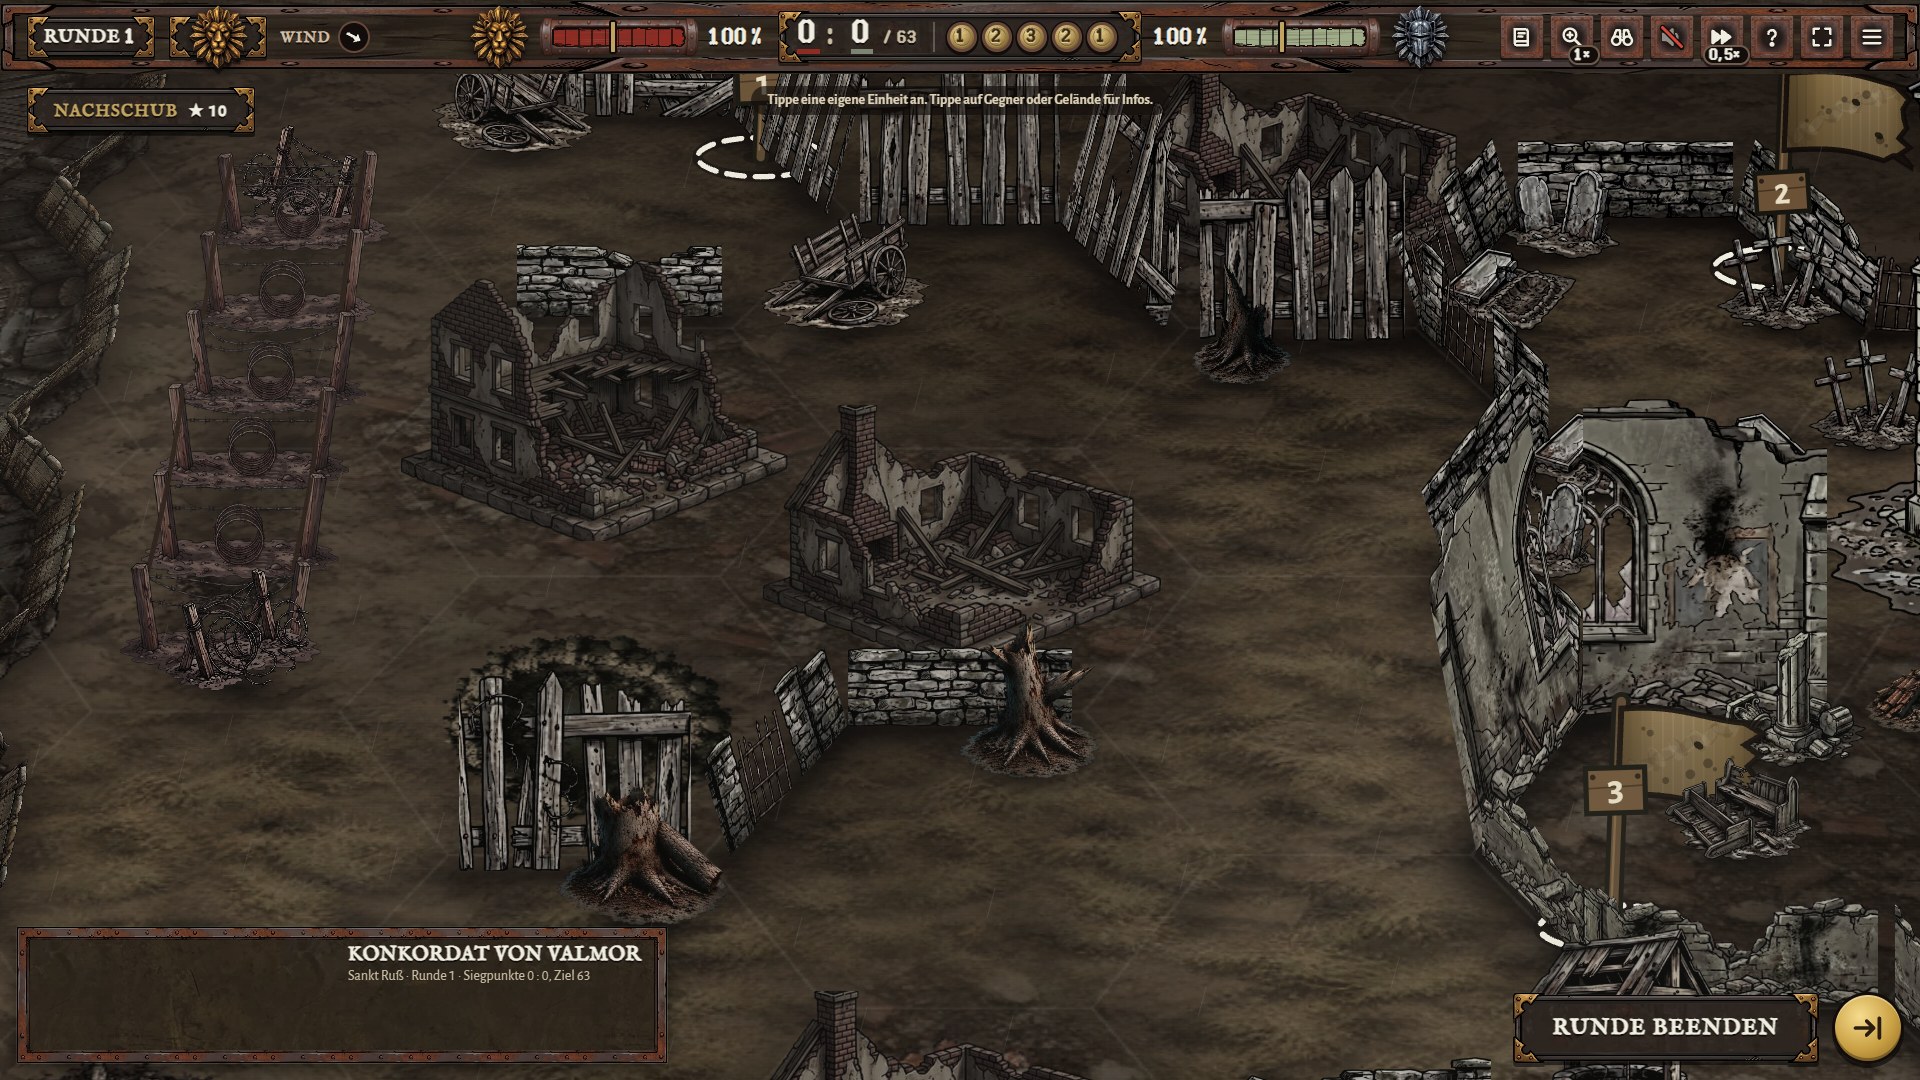 RUNDE 1
WIND
100 %
0 : 0 / 63
1 2 3 2 1
100 %
1×
0,5×
?
NACHSCHUB ★ 10
Tippe eine eigene Einheit an. Tippe auf Gegner oder Gelände für Infos.
2
3
KONKORDAT VON VALMOR
Sankt Ruß · Runde 1 · Siegpunkte 0 : 0, Ziel 63
RUNDE BEENDEN